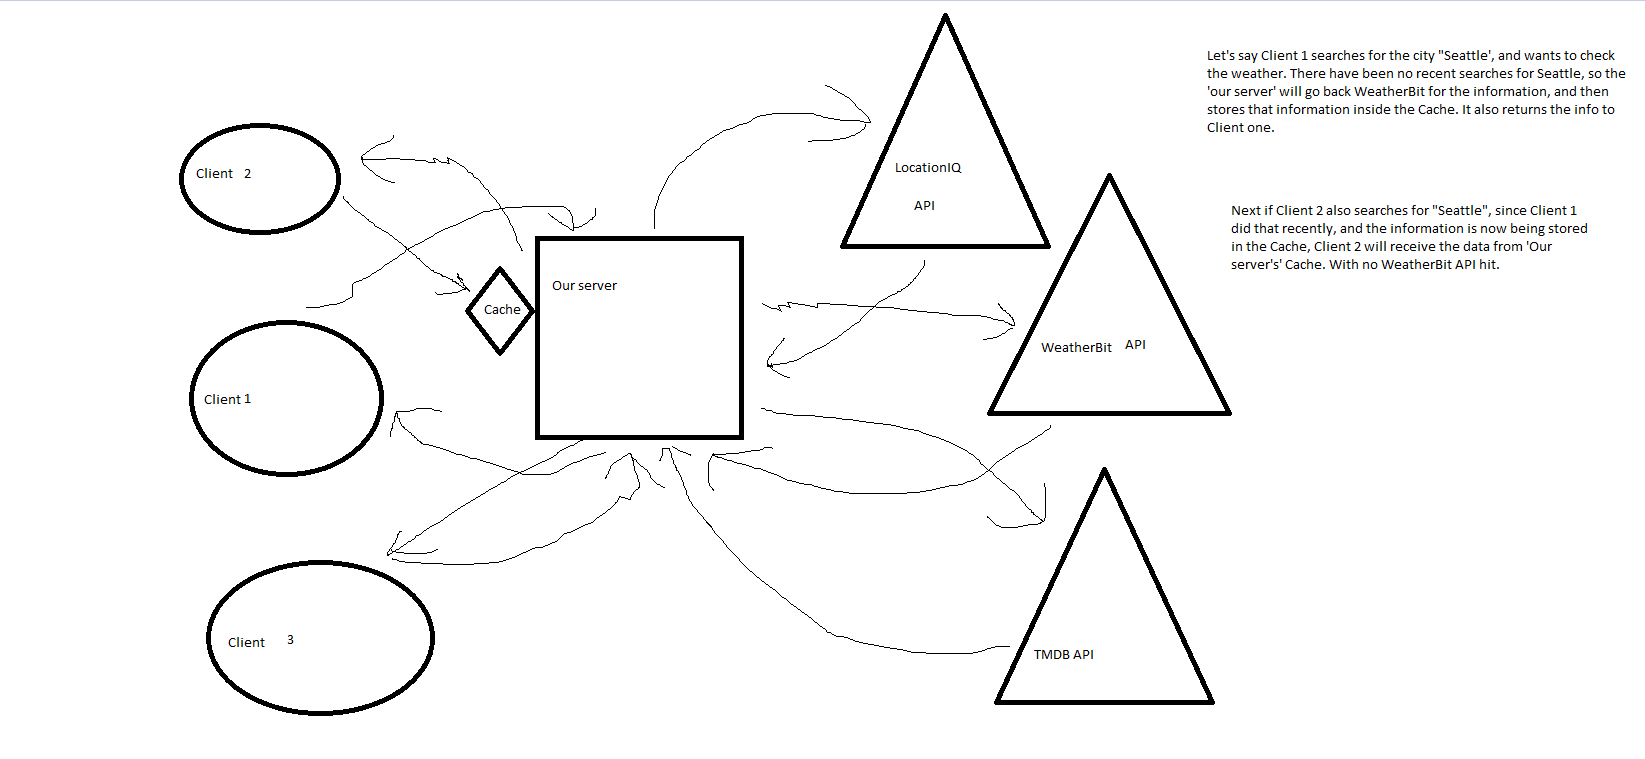 Let's say Client 1 searches for the city "Seattle', and wants to check
the weather. There have been no recent searches for Seattle, so the
'our server' will go back WeatherBit for the information, and then
stores that information inside the Cache. It also returns the info to
Client one.
LocationIQ
API
Client 2
Next if Client 2 also searches for "Seattle", since Client 1
did that recently, and the information is now being stored
in the Cache, Client 2 will receive the data from 'Our
server's' Cache. With no WeatherBit API hit.
Our server
Cache
WeatherBit API
Client 1
Client 3
TMDB API